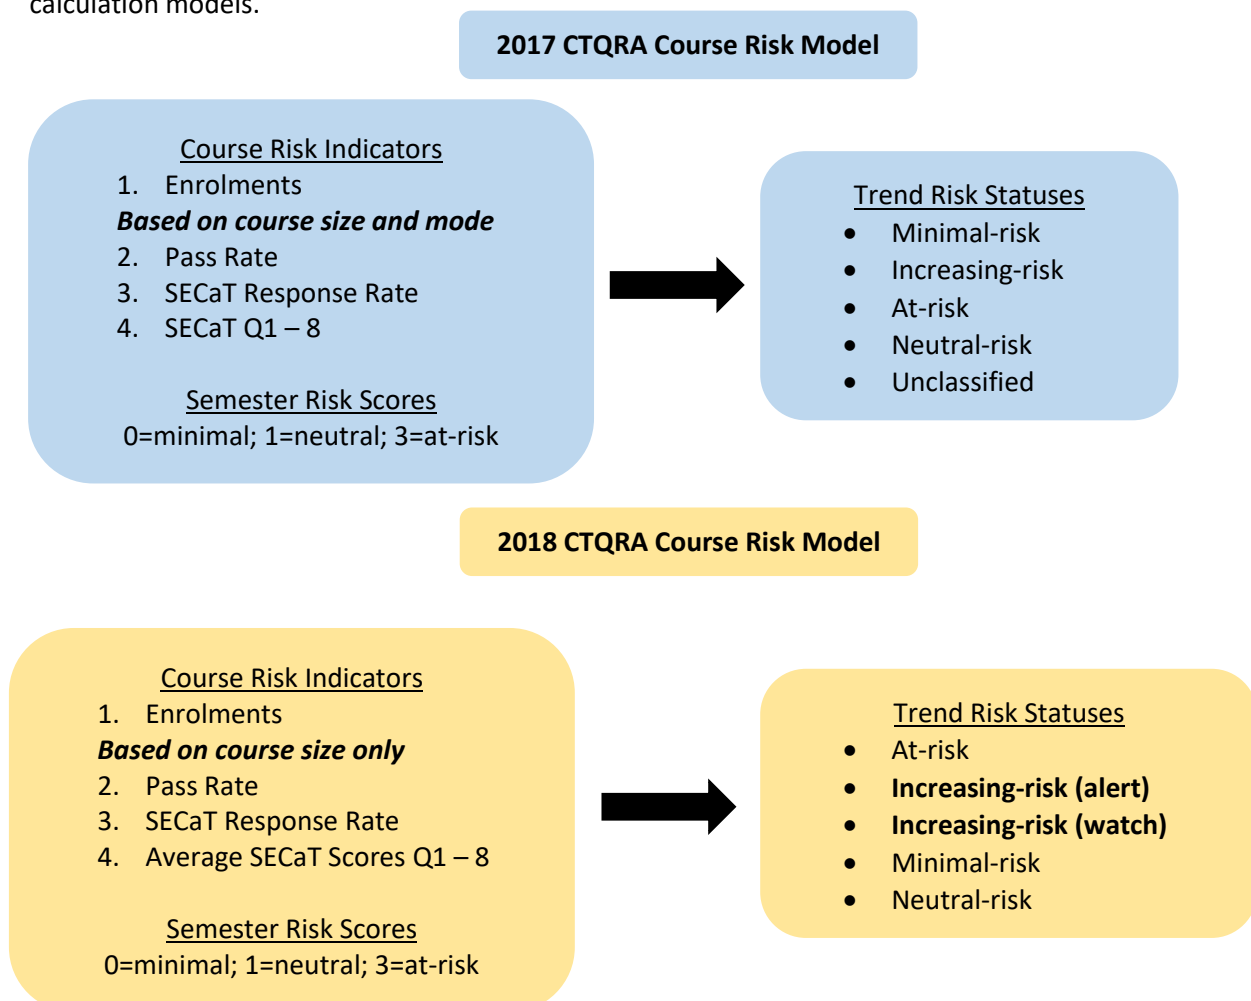 calculation models.
2017 CTQRA Course Risk Model
Course Risk Indicators
1. Enrolments
Based on course size and mode
2. Pass Rate
3. SECaT Response Rate
4. SECaT Q1 – 8
Semester Risk Scores
0=minimal; 1=neutral; 3=at-risk
Trend Risk Statuses
• Minimal-risk
• Increasing-risk
• At-risk
• Neutral-risk
• Unclassified
2018 CTQRA Course Risk Model
Course Risk Indicators
1. Enrolments
Based on course size only
2. Pass Rate
3. SECaT Response Rate
4. Average SECaT Scores Q1 – 8
Semester Risk Scores
0=minimal; 1=neutral; 3=at-risk
Trend Risk Statuses
• At-risk
• Increasing-risk (alert)
• Increasing-risk (watch)
• Minimal-risk
• Neutral-risk